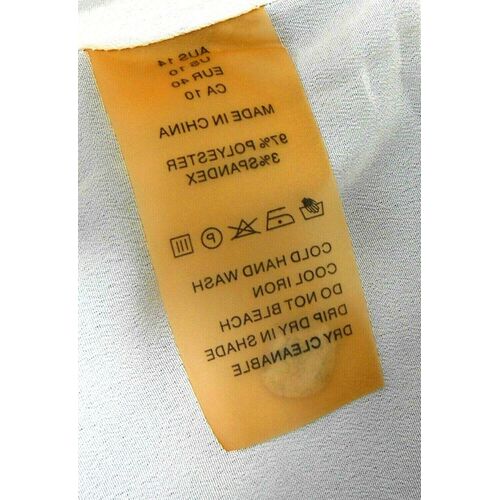 AUS 14
US 10
EUR 40
CA 10
MADE IN CHINA
97% POLYESTER
3%SPANDEX
COLD HAND WASH
COOL IRON
DO NOT BLEACH
DRIP DRY IN SHADE
DRY CLEANABLE